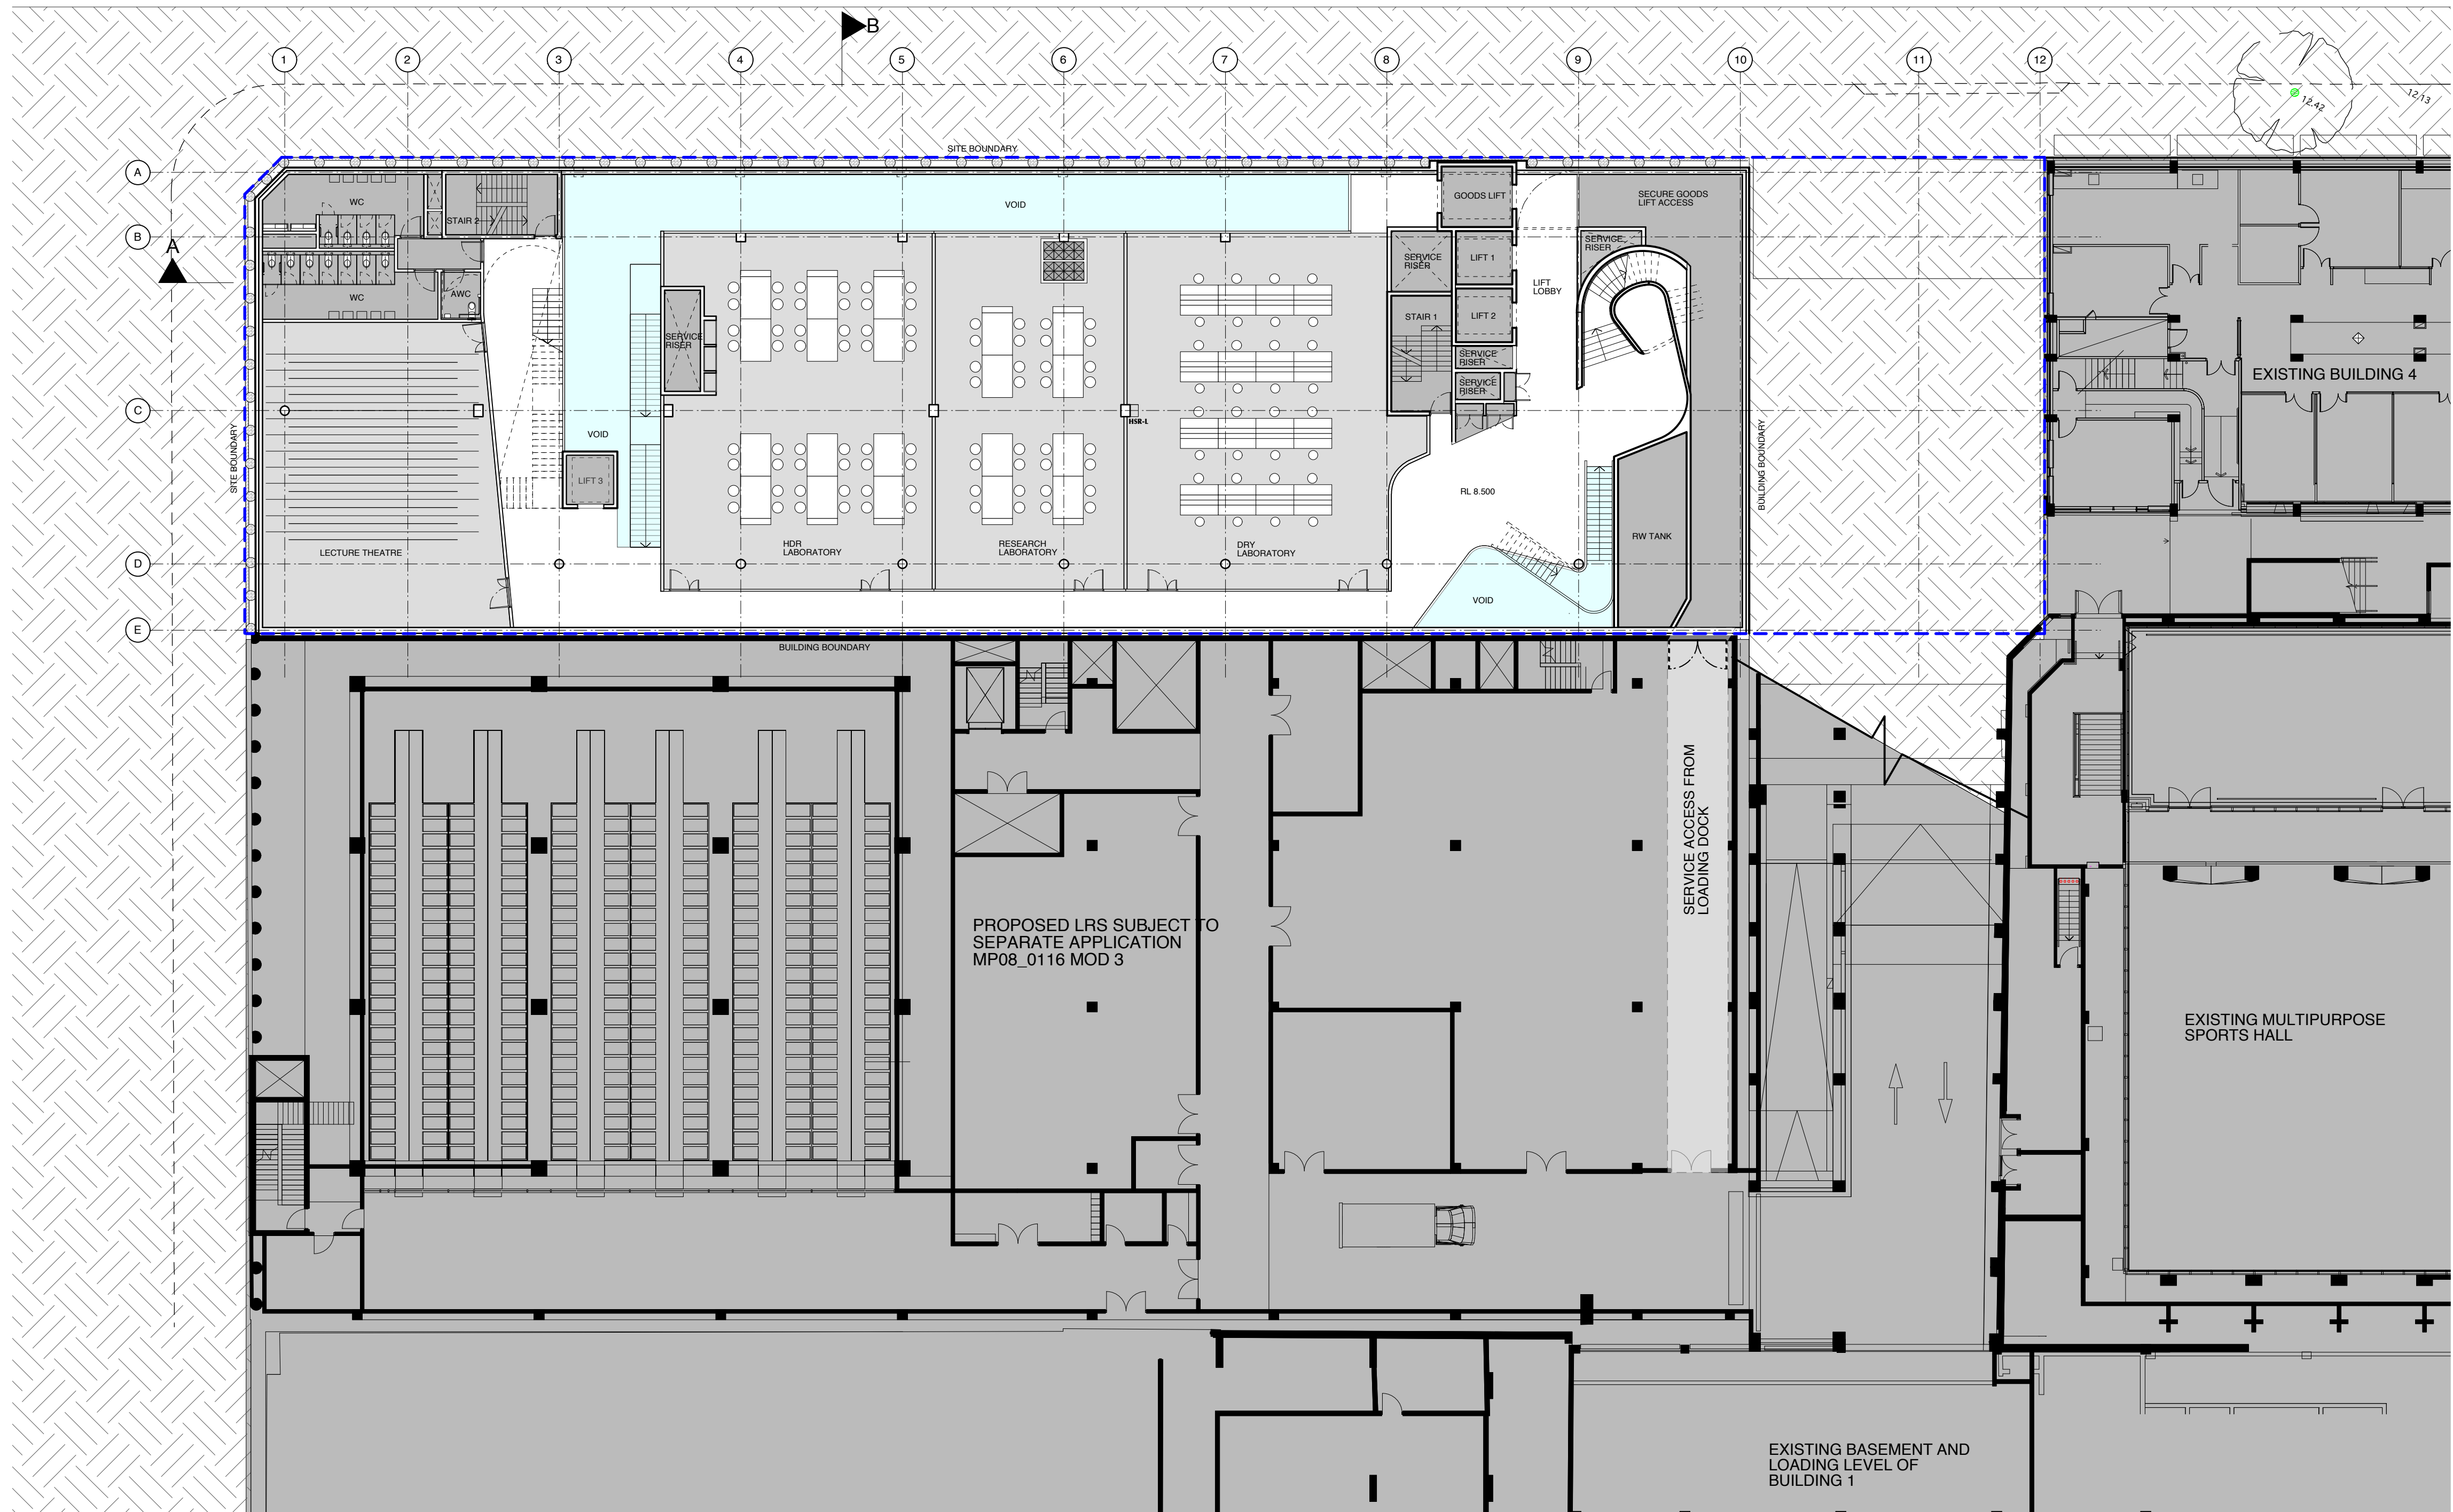 B
1
2
3
4
5
6
7
8
9
10
11
12
12.42
12.13
SITE BOUNDARY
A
B
A
C
D
E
WC
STAIR 2
VOID
GOODS LIFT
SECURE GOODS
LIFT ACCESS
SERVICE
RISER
LIFT 1
SERVICE
RISER
LIFT
LOBBY
WC
AWC
STAIR 1
LIFT 2
SERVICE
RISER
SERVICE
RISER
SERVICE
RISER
EXISTING BUILDING 4
HSR-L
VOID
SITE BOUNDARY
BUILDING BOUNDARY
LIFT 3
RL 8.500
RW TANK
LECTURE THEATRE
HDR
LABORATORY
RESEARCH
LABORATORY
DRY
LABORATORY
VOID
BUILDING BOUNDARY
SERVICE ACCESS FROM
LOADING DOCK
PROPOSED LRS SUBJECT TO
SEPARATE APPLICATION
MP08_0116 MOD 3
EXISTING MULTIPURPOSE
SPORTS HALL
EXISTING BASEMENT AND
LOADING LEVEL OF
BUILDING 1